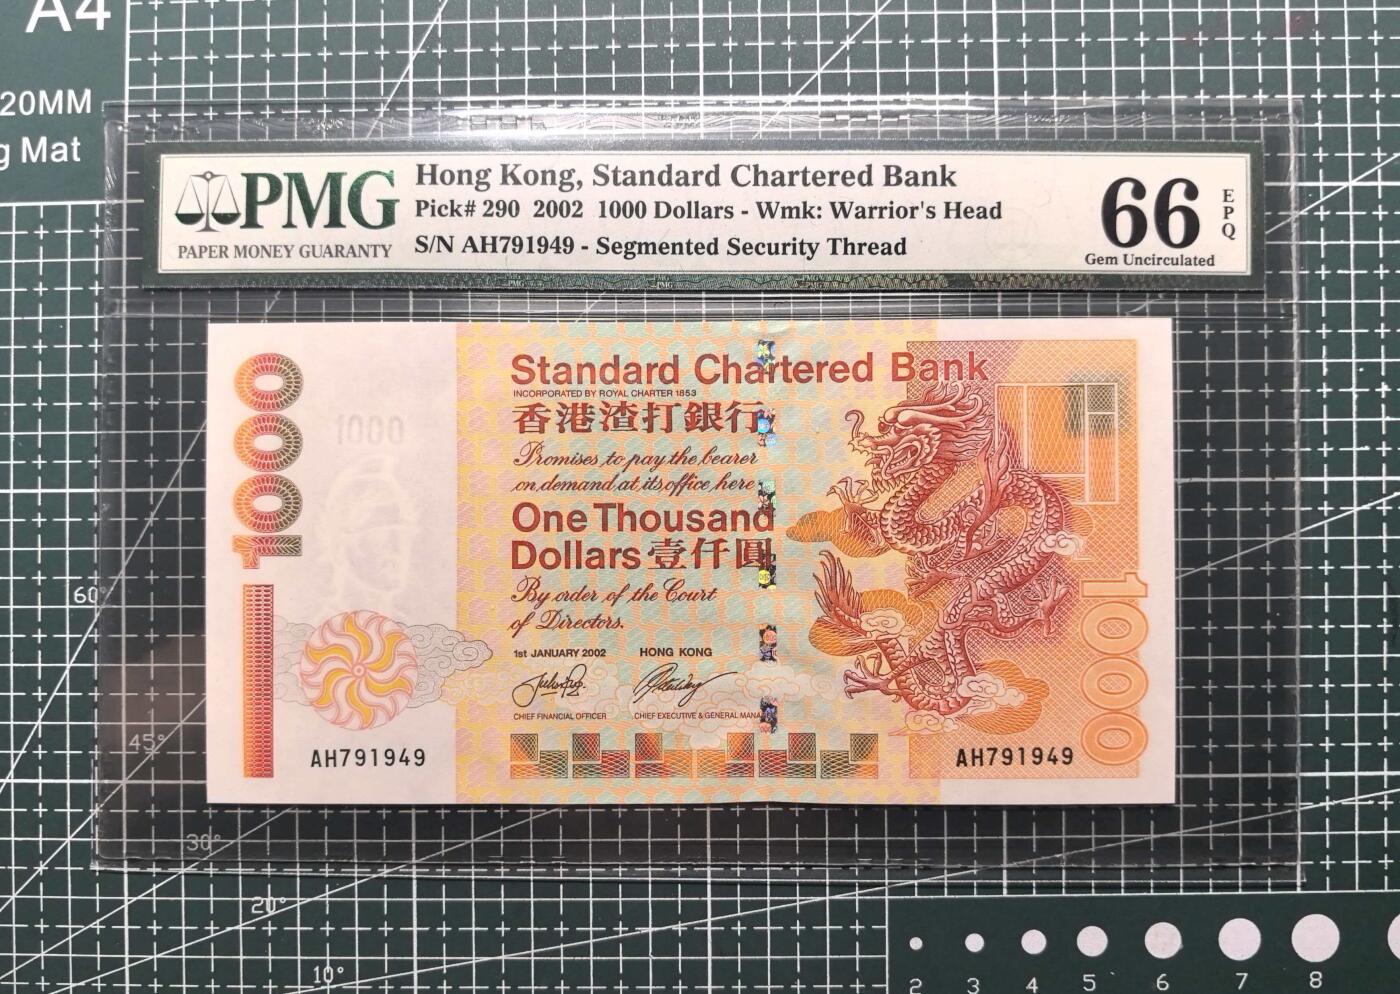 A4
20MM
g Mat
PMG
PAPER MONEY GUARANTY
Hong Kong, Standard Chartered Bank
Pick# 290 2002 1000 Dollars - Wmk: Warrior's Head
S/N AH791949 - Segmented Security Thread
66
EPQ
Gem Uncirculated
1000
1000
Standard Chartered Bank
INCORPORATED BY ROYAL CHARTER 1853
香港渣打銀行
Promises to pay the bearer
on demand at its office here
One Thousand
Dollars 壹仟圓
By order of the Court
of Directors.
1st JANUARY 2002 HONG KONG
CHIEF FINANCIAL OFFICER CHIEF EXECUTIVE & GENERAL MANA
AH791949
AH791949
1000
60°
45°
30°
20°
10°
2 3 4 5 6 7 8